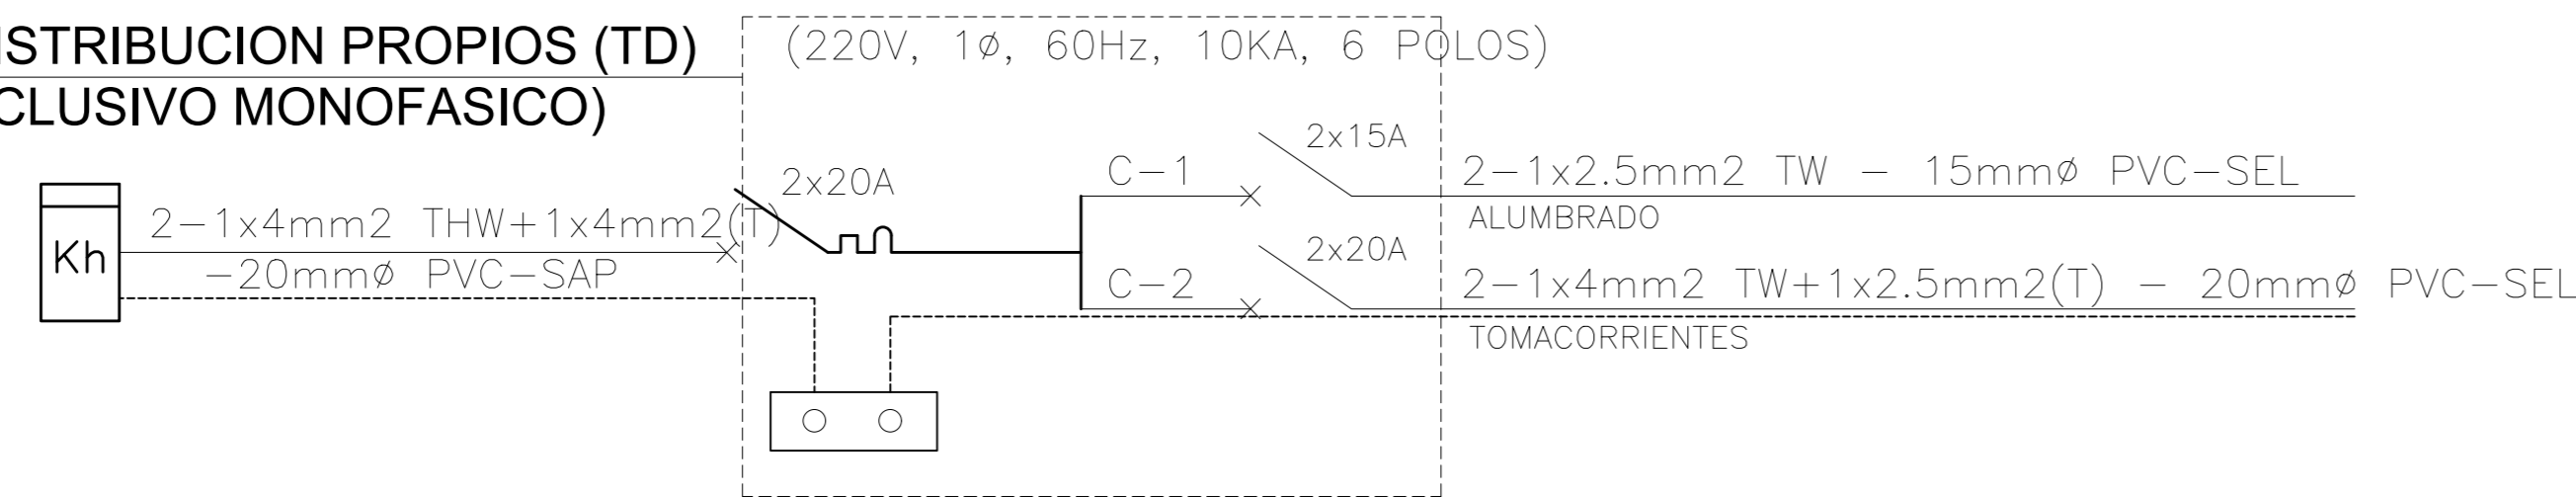 ISTRIBUCION PROPIOS (TD)
CLUSIVO MONOFASICO)
(220V, 1ø, 60Hz, 10KA, 6 POLOS)
Kh
2-1x4mm2 THW+1x4mm2(T)
-20mmø PVC-SAP
2x20A
C-1
2x15A
2-1x2.5mm2 TW - 15mmø PVC-SEL
ALUMBRADO
C-2
2x20A
2-1x4mm2 TW+1x2.5mm2(T) - 20mmø PVC-SEL
TOMACORRIENTES